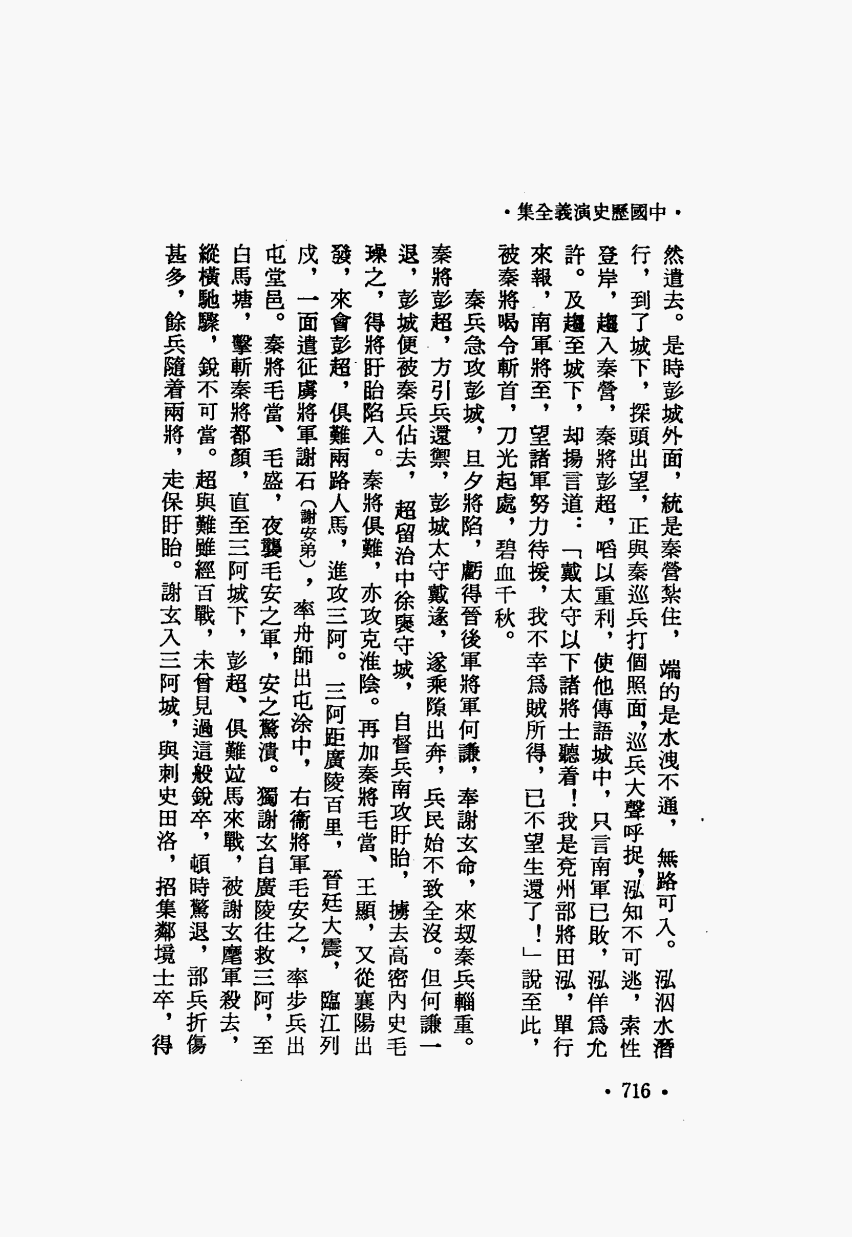 •中國歷史演義全集•
然遣去。是時彭城外面，統是秦營紮住，端的是水洩不通，無路可入。泓泅水潛
行，到了城下，探頭出望，正與秦巡兵打個照面，巡兵大聲呼捉，泓知不可逃，索性
登岸，趨入秦營，秦將彭超，啗以重利，使他傳語城中，只言南軍已敗，泓佯爲允
許。及趨至城下，却揚言道：「戴太守以下諸將士聽着！我是兗州部將田泓，單行
來報，南軍將至，望諸軍努力待援，我不幸爲賊所得，已不望生還了！」說至此，
被秦將喝令斬首，刀光起處，碧血千秋。
秦兵急攻彭城，旦夕將陷，虧得晉後軍將軍何謙，奉謝玄命，來刼秦兵輜重。
秦將彭超，方引兵還禦，彭城太守戴逯，遂乘隙出奔，兵民始不致全沒。但何謙一
退，彭城便被秦兵佔去，超留治中徐襃守城，自督兵南攻盱眙，擄去高密內史毛
璪之，得將盱眙陷入。秦將俱難，亦攻克淮陰。再加秦將毛當、王顯，又從襄陽出
發，來會彭超，俱難兩路人馬，進攻三阿。三阿距廣陵百里，晉廷大震，臨江列
戍，一面遣征虜將軍謝石（謝安弟），率舟師出屯涂中，右衞將軍毛安之，率步兵出
屯堂邑。秦將毛當、毛盛，夜襲毛安之軍，安之驚潰。獨謝玄自廣陵往救三阿，至
白馬塘，擊斬秦將都顏，直至三阿城下，彭超、俱難竝馬來戰，被謝玄麾軍殺去，
縱橫馳驟，銳不可當。超與難雖經百戰，未曾見過這般銳卒，頓時驚退，部兵折傷
甚多，餘兵隨着兩將，走保盱眙。謝玄入三阿城，與刺史田洛，招集鄰境士卒，得
•716•